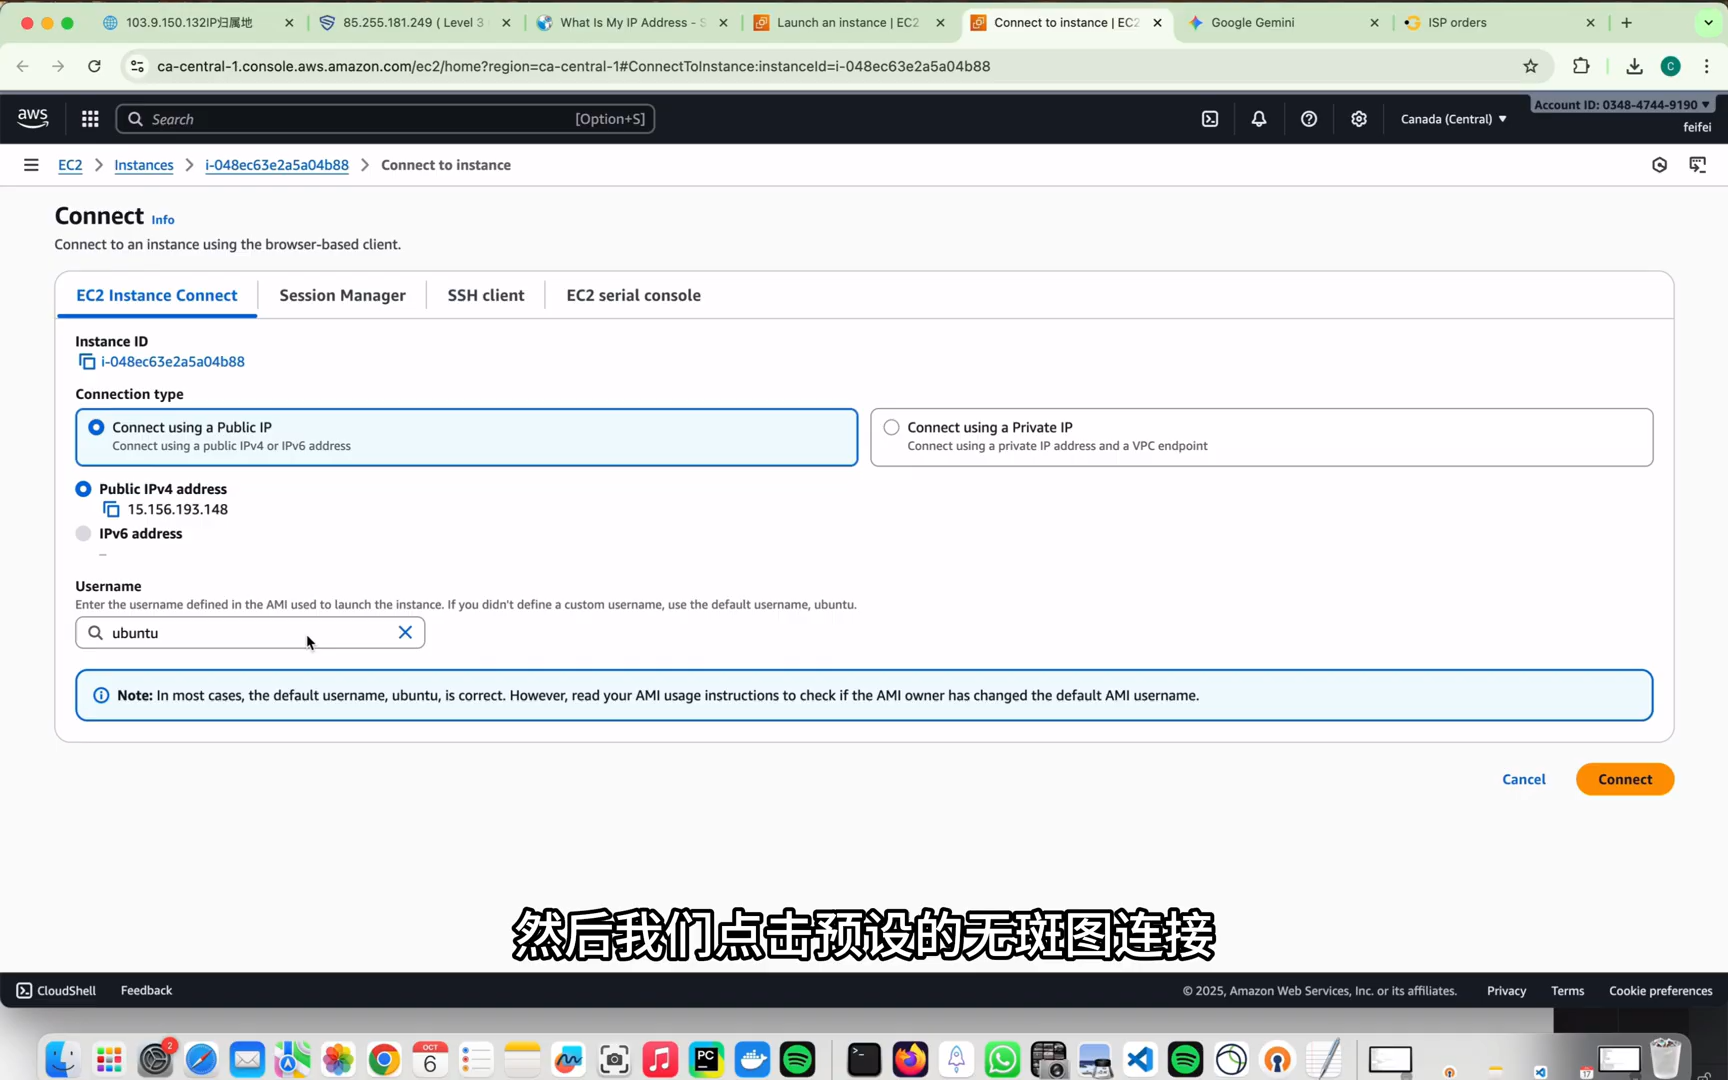 103.9.150.132IP归属地
85.255.181.249 ( Level 3
What Is My IP Address - S
Launch an instance | EC2
Connect to instance | EC2
Google Gemini
ISP orders
ca-central-1.console.aws.amazon.com/ec2/home?region=ca-central-1#ConnectToInstance:instanceId=i-048ec63e2a5a04b88
C
aws
Search
[Option+S]
Canada (Central)
Account ID: 0348-4744-9190
feifei
EC2
Instances
i-048ec63e2a5a04b88
Connect to instance
Connect Info
Connect to an instance using the browser-based client.
EC2 Instance Connect
Session Manager
SSH client
EC2 serial console
Instance ID
i-048ec63e2a5a04b88
Connection type
Connect using a Public IP
Connect using a public IPv4 or IPv6 address
Connect using a Private IP
Connect using a private IP address and a VPC endpoint
Public IPv4 address
15.156.193.148
IPv6 address
–
Username
Enter the username defined in the AMI used to launch the instance. If you didn't define a custom username, use the default username, ubuntu.
ubuntu
Note: In most cases, the default username, ubuntu, is correct. However, read your AMI usage instructions to check if the AMI owner has changed the default AMI username.
Cancel
Connect
然后我们点击预设的无斑图连接
CloudShell
Feedback
© 2025, Amazon Web Services, Inc. or its affiliates.
Privacy
Terms
Cookie preferences
2
OCT
6
PC
17